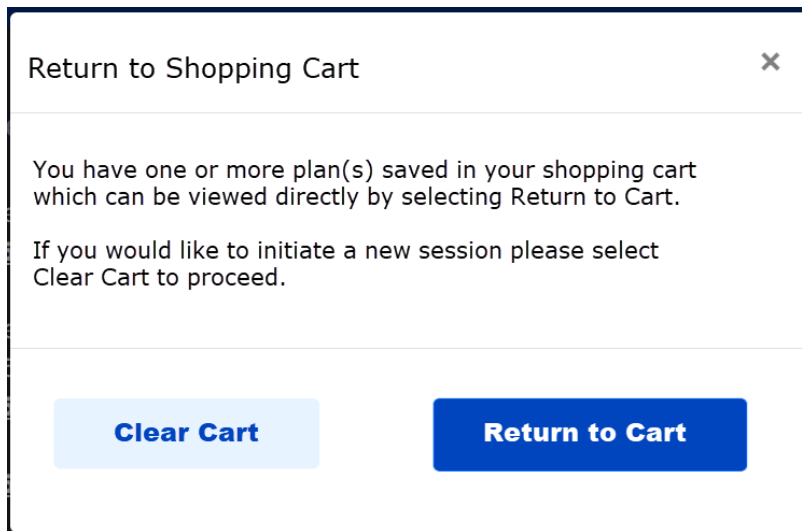 Return to Shopping Cart ×
You have one or more plan(s) saved in your shopping cart
which can be viewed directly by selecting Return to Cart.
If you would like to initiate a new session please select
Clear Cart to proceed.
Clear Cart
Return to Cart